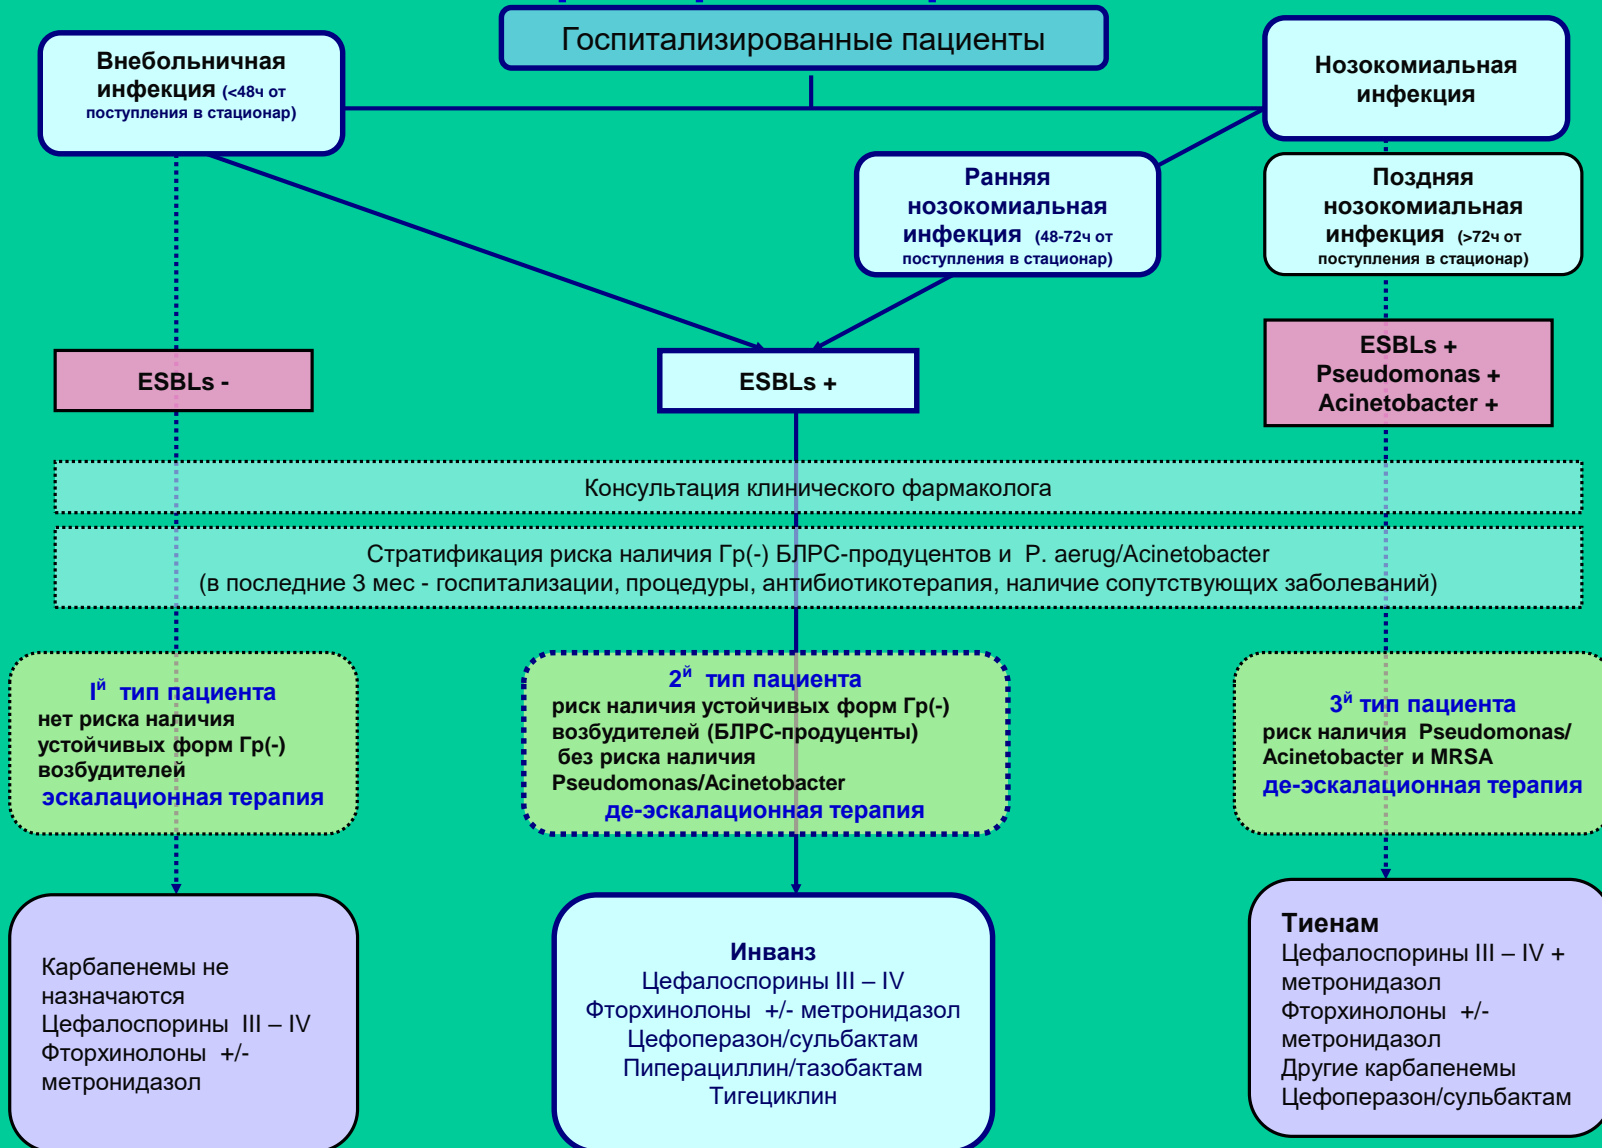 Госпитализированные пациенты
Внебольничная
инфекция (<48ч от
поступления в стационар)
Нозокомиальная
инфекция
Ранняя
нозокомиальная
инфекция (48-72ч от
поступления в стационар)
Поздняя
нозокомиальная
инфекция (>72ч от
поступления в стационар)
ESBLs -
ESBLs +
ESBLs +
Pseudomonas +
Acinetobacter +
Консультация клинического фармаколога
Стратификация риска наличия Гр(-) БЛРС-продуцентов и P. aerug/Acinetobacter
(в последние 3 мес - госпитализации, процедуры, антибиотикотерапия, наличие сопутствующих заболеваний)
Iй тип пациента
нет риска наличия
устойчивых форм Гр(-)
возбудителей
эскалационная терапия
2й тип пациента
риск наличия устойчивых форм Гр(-)
возбудителей (БЛРС-продуценты)
без риска наличия
Pseudomonas/Acinetobacter
де-эскалационная терапия
3й тип пациента
риск наличия Pseudomonas/
Acinetobacter и MRSA
де-эскалационная терапия
Карбапенемы не
назначаются
Цефалоспорины III – IV
Фторхинолоны +/-
метронидазол
Инванз
Цефалоспорины III – IV
Фторхинолоны +/- метронидазол
Цефоперазон/сульбактам
Пиперациллин/тазобактам
Тигециклин
Тиенам
Цефалоспорины III – IV +
метронидазол
Фторхинолоны +/-
метронидазол
Другие карбапенемы
Цефоперазон/сульбактам